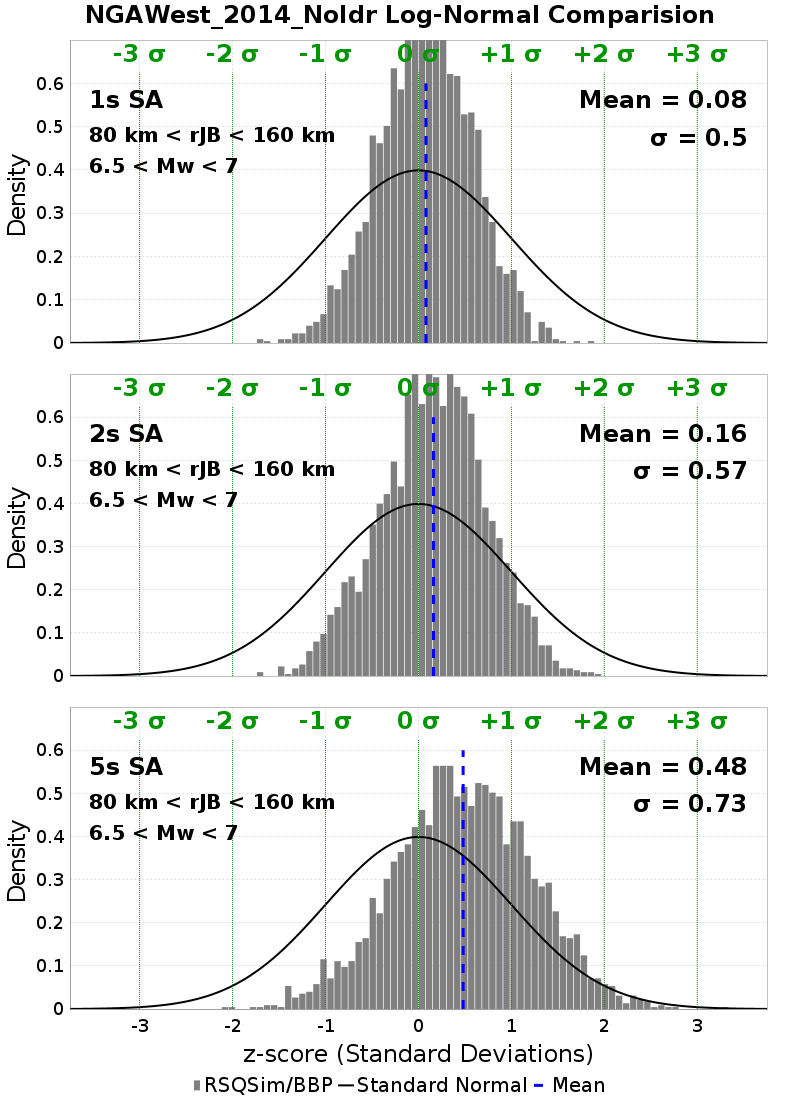 NGAWest_2014_NoIdr Log-Normal Comparision
-3 σ -2 σ -1 σ 0 σ +1 σ +2 σ +3 σ
1s SA
Mean = 0.08
80 km < rJB < 160 km
σ = 0.5
6.5 < Mw < 7
Density
0.6
0.5
0.4
0.3
0.2
0.1
0
-3 σ -2 σ -1 σ 0 σ +1 σ +2 σ +3 σ
2s SA
Mean = 0.16
80 km < rJB < 160 km
σ = 0.57
6.5 < Mw < 7
Density
0.6
0.5
0.4
0.3
0.2
0.1
0
-3 σ -2 σ -1 σ 0 σ +1 σ +2 σ +3 σ
5s SA
Mean = 0.48
80 km < rJB < 160 km
σ = 0.73
6.5 < Mw < 7
Density
0.6
0.5
0.4
0.3
0.2
0.1
0
-3 -2 -1 0 1 2 3
z-score (Standard Deviations)
RSQSim/BBP Standard Normal Mean